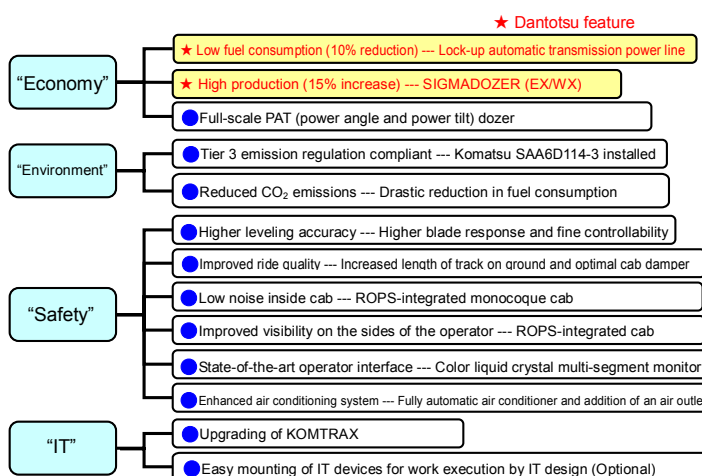 ★ Dantotsu feature
“Economy”
★ Low fuel consumption (10% reduction) --- Lock-up automatic transmission power line
★ High production (15% increase) --- SIGMADOZER (EX/WX)
Full-scale PAT (power angle and power tilt) dozer
“Environment”
Tier 3 emission regulation compliant --- Komatsu SAA6D114-3 installed
Reduced CO₂ emissions --- Drastic reduction in fuel consumption
“Safety”
Higher leveling accuracy --- Higher blade response and fine controllability
Improved ride quality --- Increased length of track on ground and optimal cab damper
Low noise inside cab --- ROPS-integrated monocoque cab
Improved visibility on the sides of the operator --- ROPS-integrated cab
State-of-the-art operator interface --- Color liquid crystal multi-segment monitor
Enhanced air conditioning system --- Fully automatic air conditioner and addition of an air outle
“IT”
Upgrading of KOMTRAX
Easy mounting of IT devices for work execution by IT design (Optional)